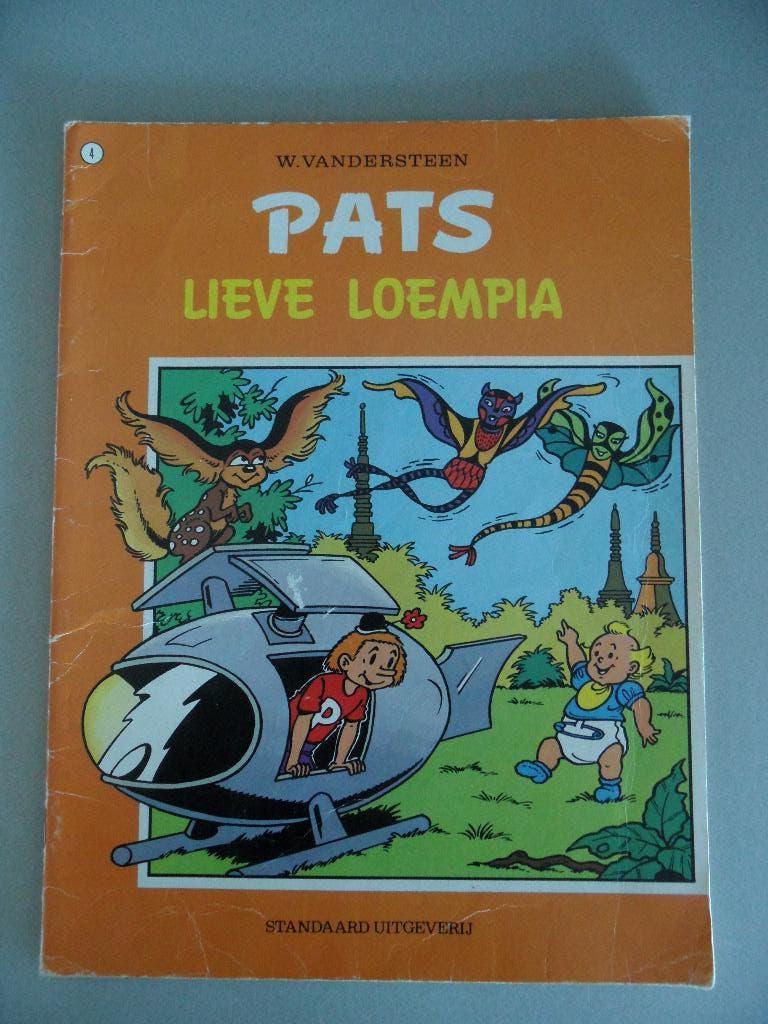 4
W.VANDERSTEEN
PATS
LIEVE LOEMPIA
P
STANDAARD UITGEVERIJ